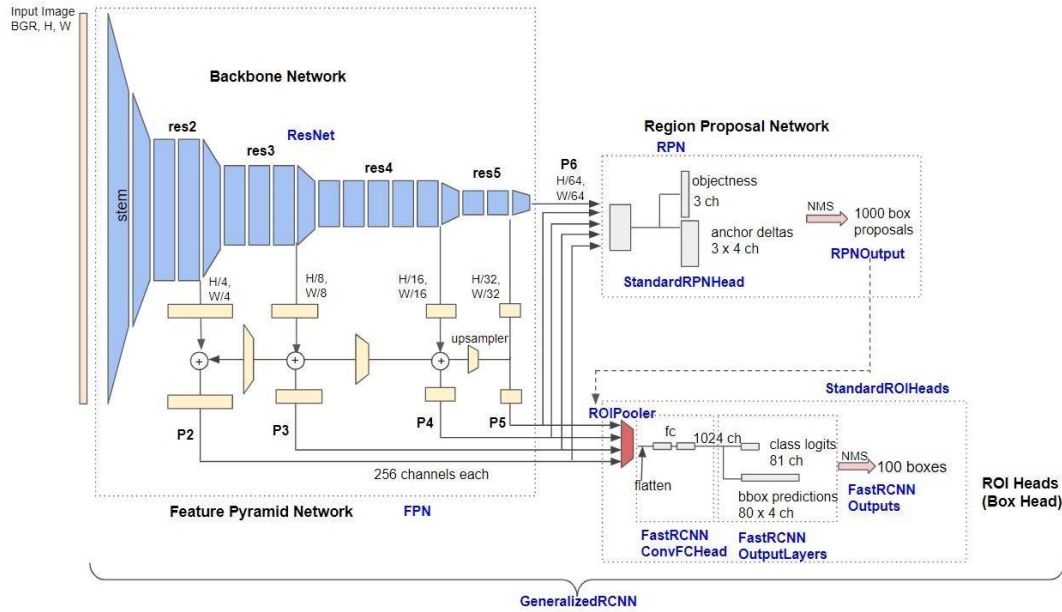 Input Image
BGR, H, W
Backbone Network
ResNet
stem
res2
res3
res4
res5
H/4,
W/4
H/8,
W/8
H/16,
W/16
H/32,
W/32
upsampler
+
+
+
P2
P3
P4
P5
256 channels each
Feature Pyramid Network
FPN
P6
H/64,
W/64
Region Proposal Network
RPN
objectness
3 ch
anchor deltas
3 x 4 ch
StandardRPNHead
NMS
1000 box
proposals
RPNOutput
StandardROIHeads
ROIPooler
flatten
fc
1024 ch
class logits
81 ch
bbox predictions
80 x 4 ch
NMS
100 boxes
FastRCNN
Outputs
FastRCNN
ConvFCHead
FastRCNN
OutputLayers
ROI Heads
(Box Head)
GeneralizedRCNN